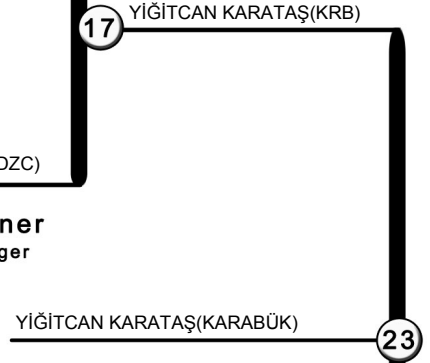 YİĞİTCAN KARATAŞ(KRB)
17
DZC)
ner
ger
YİĞİTCAN KARATAŞ(KARABÜK)
23